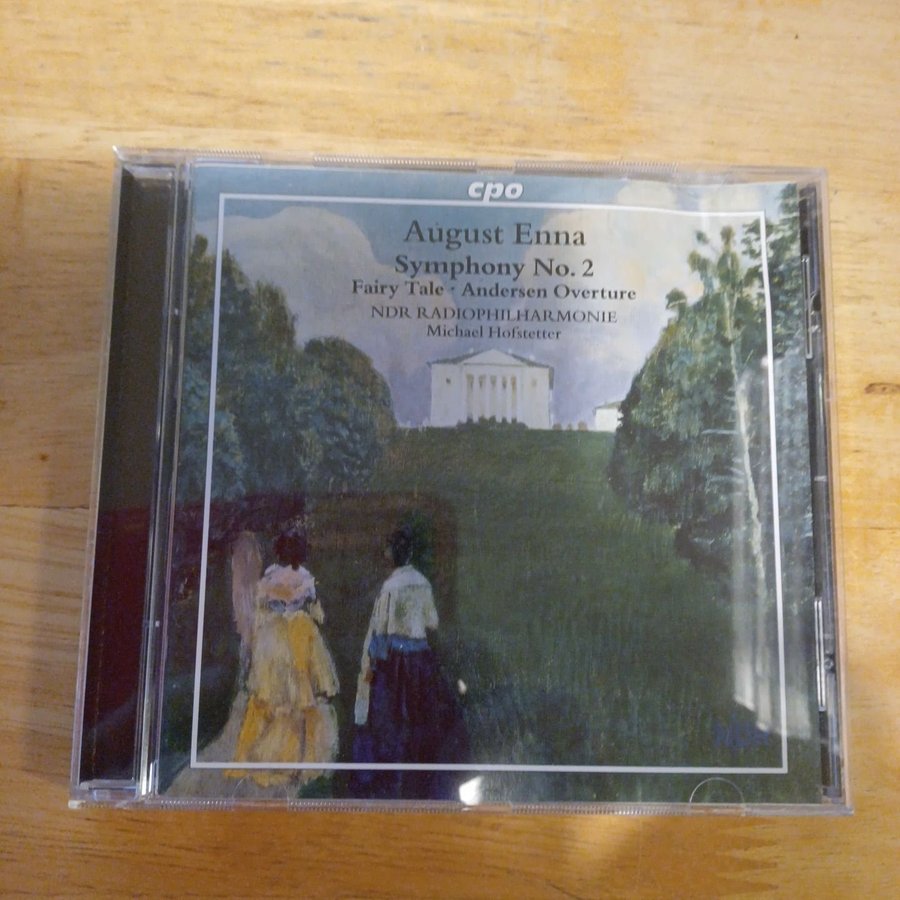 cpo
August Enna
Symphony No. 2
Fairy Tale · Andersen Overture
NDR RADIOPHILHARMONIE
Michael Hofstetter